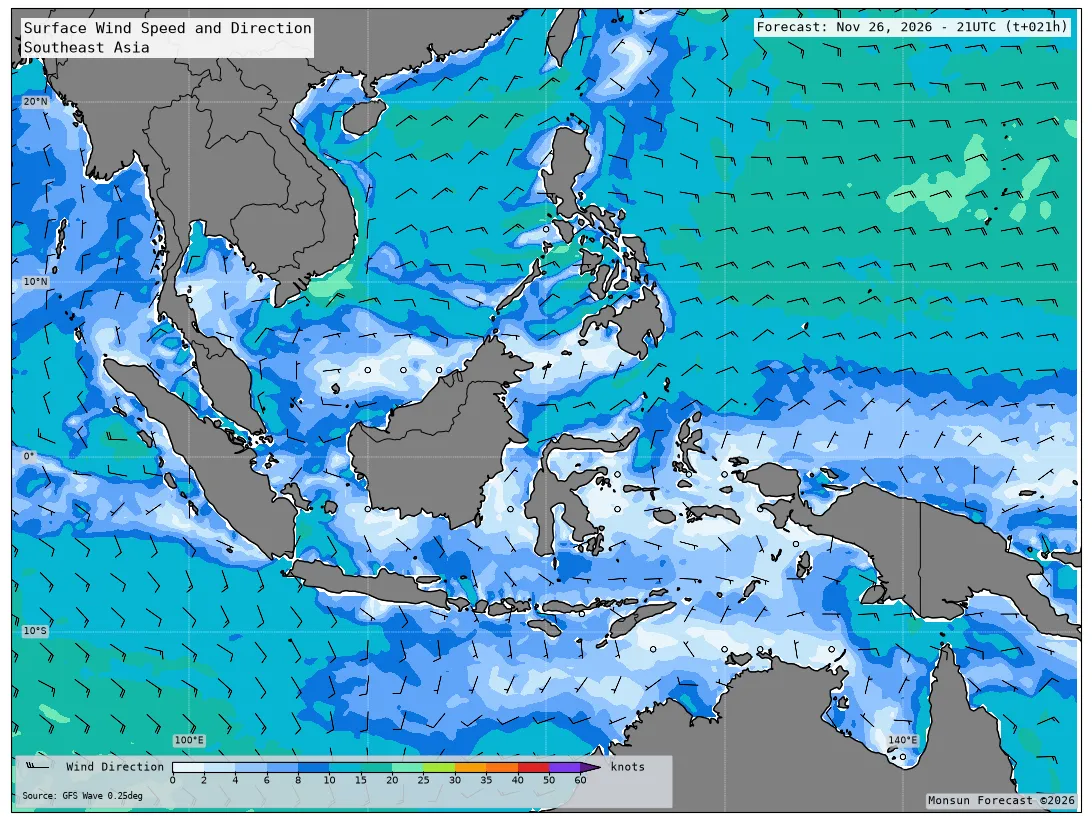 Surface Wind Speed and Direction
Southeast Asia
Forecast: Nov 26, 2026 - 21UTC (t+021h)
20°N
10°N
0°
10°S
100°E
140°E
Wind Direction
0 2 4 6 8 10 15 20 25 30 35 40 50 60
knots
Source: GFS Wave 0.25deg
Monsun Forecast ©2026